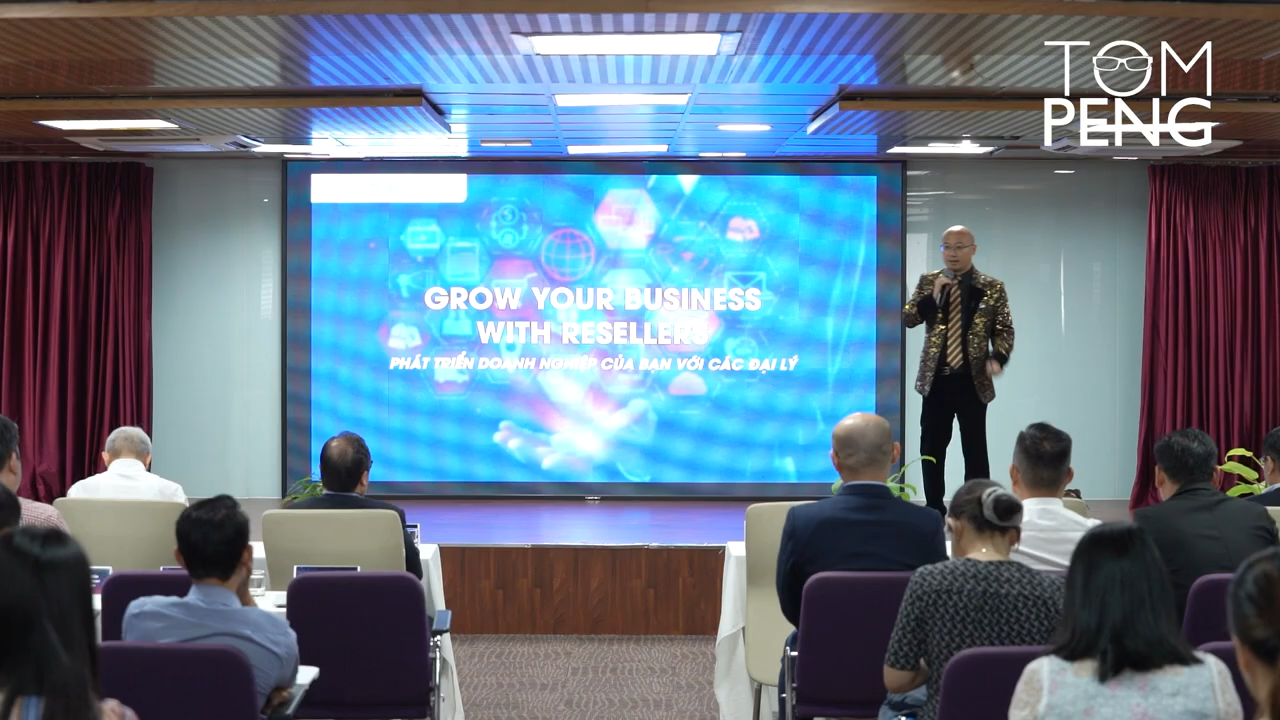 TOM
PENG
GROW YOUR BUSINESS
WITH RESELLERS
PHÁT TRIỂN DOANH NGHIỆP CỦA BẠN VỚI CÁC ĐẠI LÝ